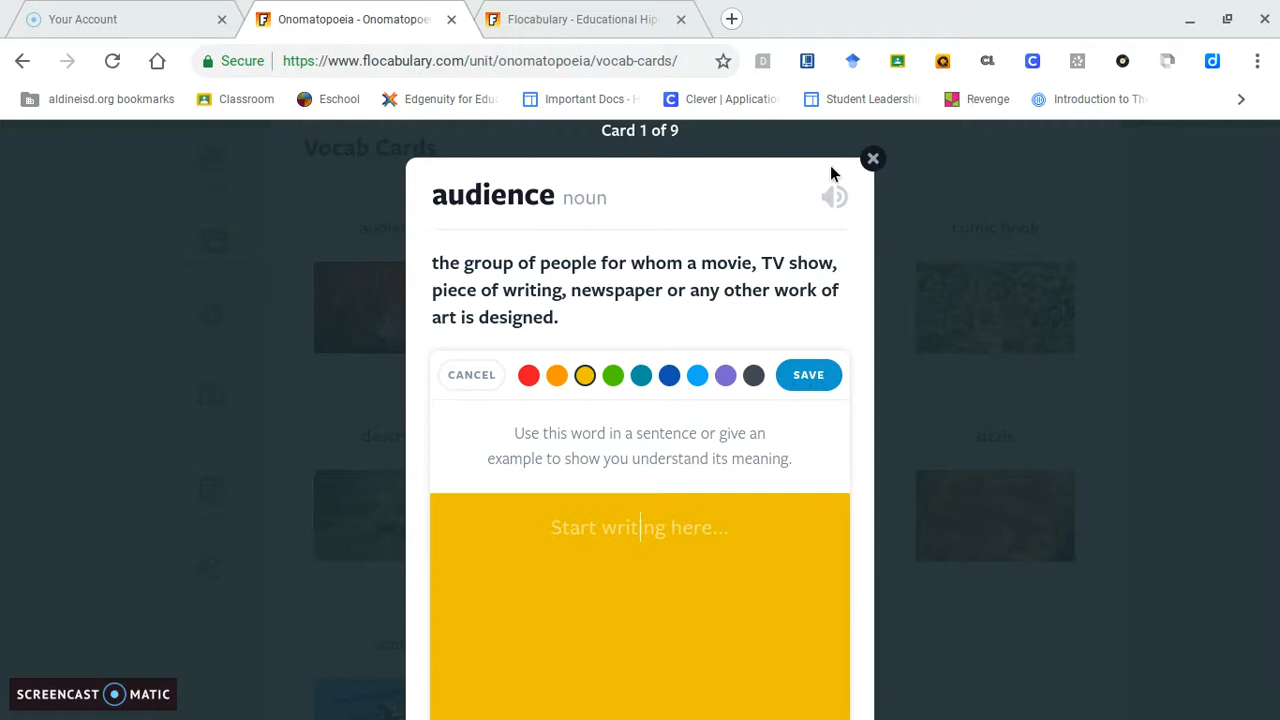 Your Account
Onomatopoeia - Onomatopoe
Flocabulary - Educational Hip
Secure
https://www.flocabulary.com/unit/onomatopoeia/vocab-cards/
aldineisd.org bookmarks
Classroom
Eschool
Edgenuity for Educ
Important Docs - H
Clever | Applicatio
Student Leadership
Revenge
Introduction to The
Card 1 of 9
Vocab Cards
audience noun
the group of people for whom a movie, TV show,
piece of writing, newspaper or any other work of
art is designed.
CANCEL
SAVE
Use this word in a sentence or give an
example to show you understand its meaning.
Start writing here...
comic book
sizzle
SCREENCAST MATIC